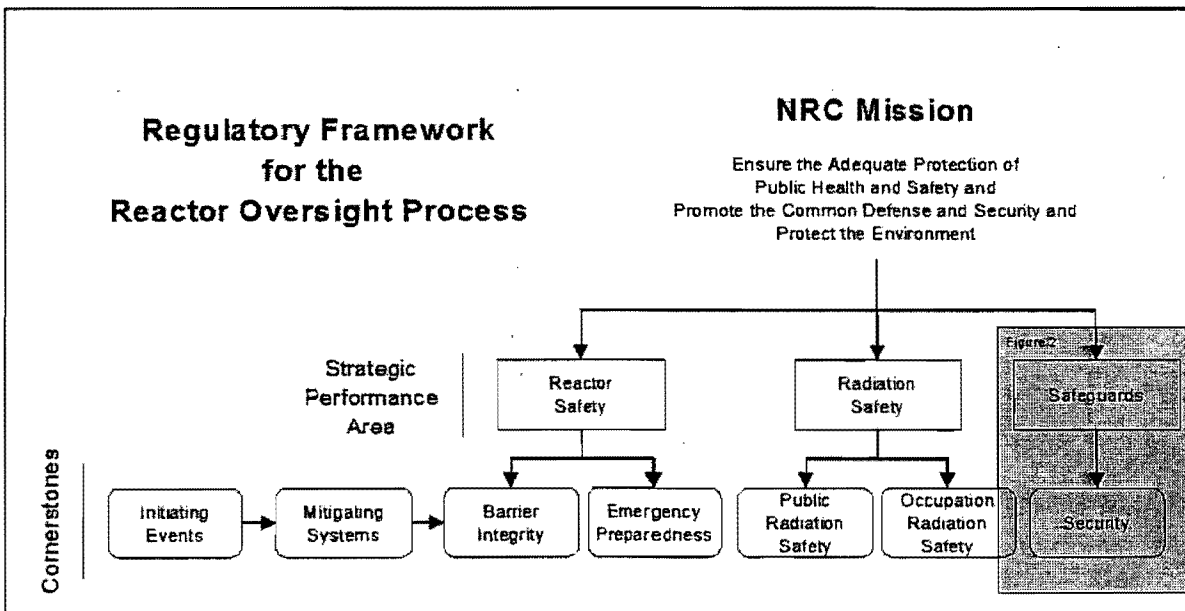 Regulatory Framework
for the
Reactor Oversight Process
NRC Mission
Ensure the Adequate Protection of
Public Health and Safety and
Promote the Common Defense and Security and
Protect the Environment
Figure 2
Strategic
Performance
Area
Reactor
Safety
Radiation
Safety
Safeguards
Cornerstones
Initiating
Events
Mitigating
Systems
Barrier
Integrity
Emergency
Preparedness
Public
Radiation
Safety
Occupation
Radiation
Safety
Security